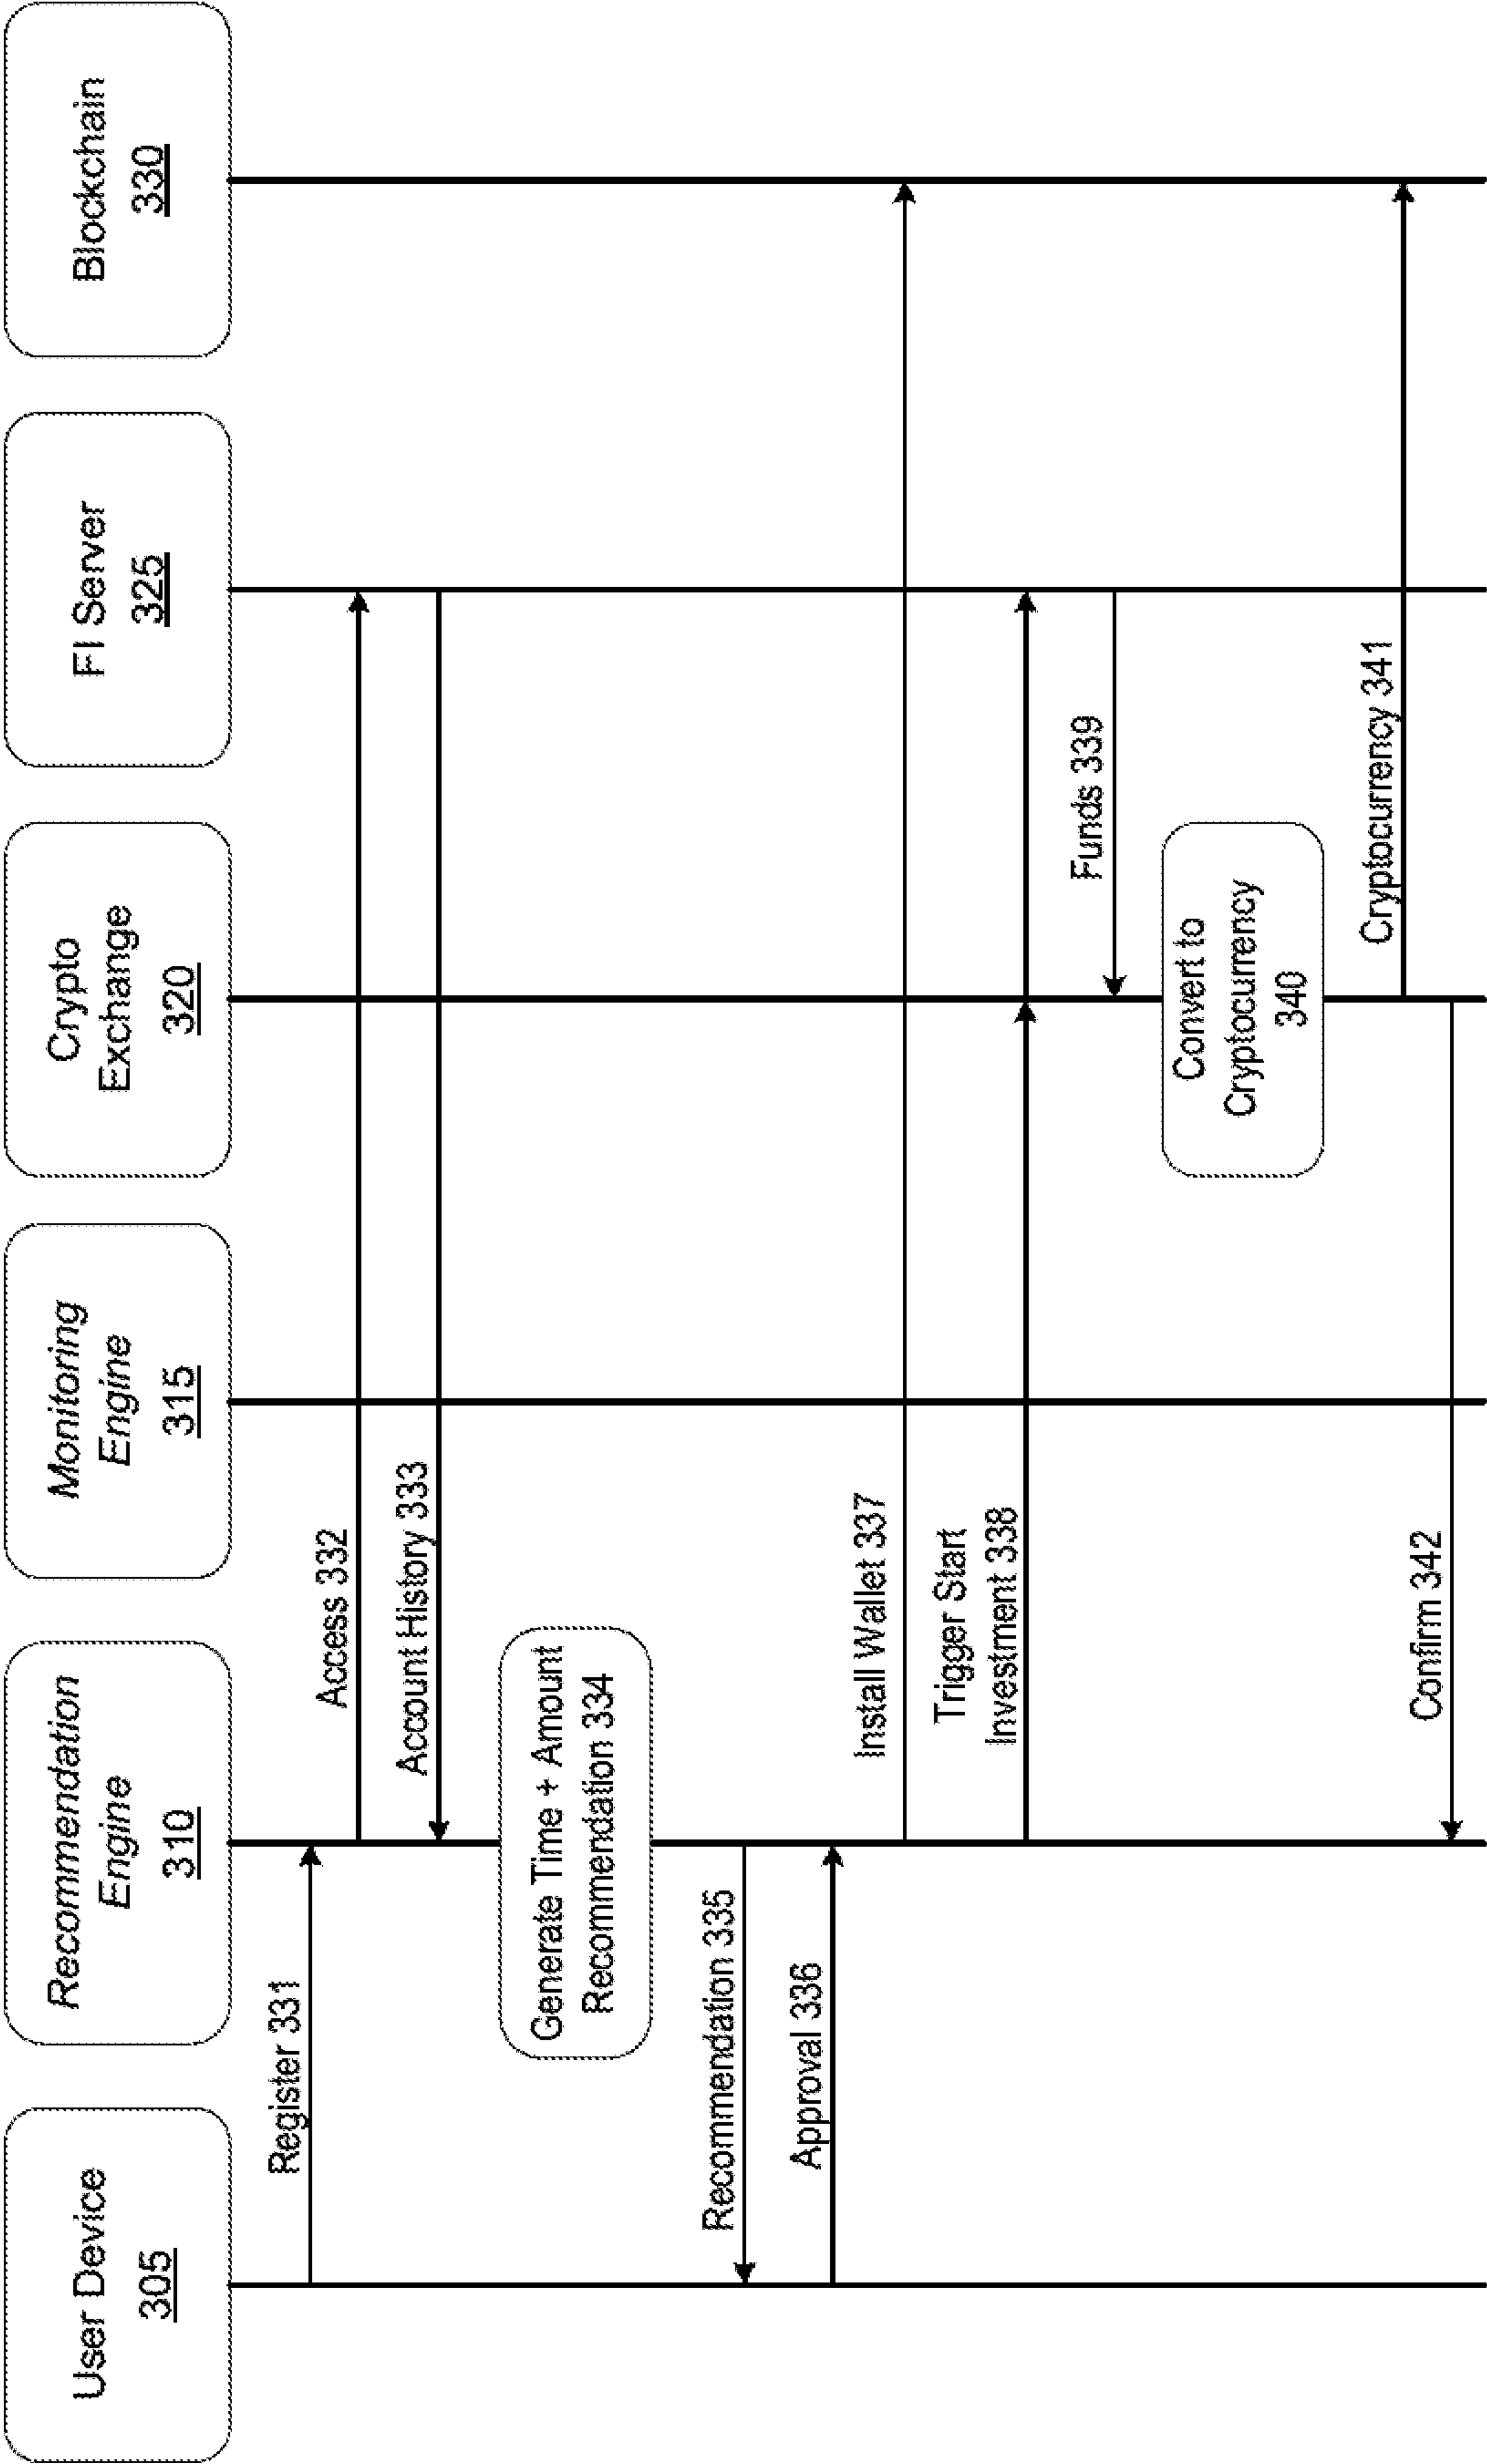 User Device
305
Recommendation
Engine
310
Monitoring
Engine
315
Crypto
Exchange
320
FI Server
325
Blockchain
330
Register 331
Access 332
Account History 333
Generate Time + Amount
Recommendation 334
Recommendation 335
Approval 336
Install Wallet 337
Trigger Start
Investment 338
Funds 339
Convert to
Cryptocurrency
340
Cryptocurrency 341
Confirm 342